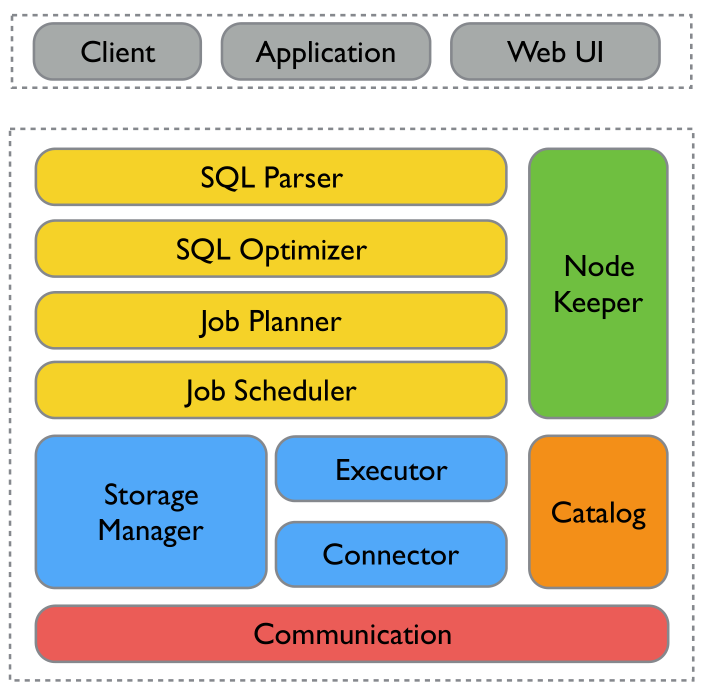 Client
Application
Web UI
SQL Parser
SQL Optimizer
Job Planner
Job Scheduler
Node
Keeper
Storage
Manager
Executor
Connector
Catalog
Communication